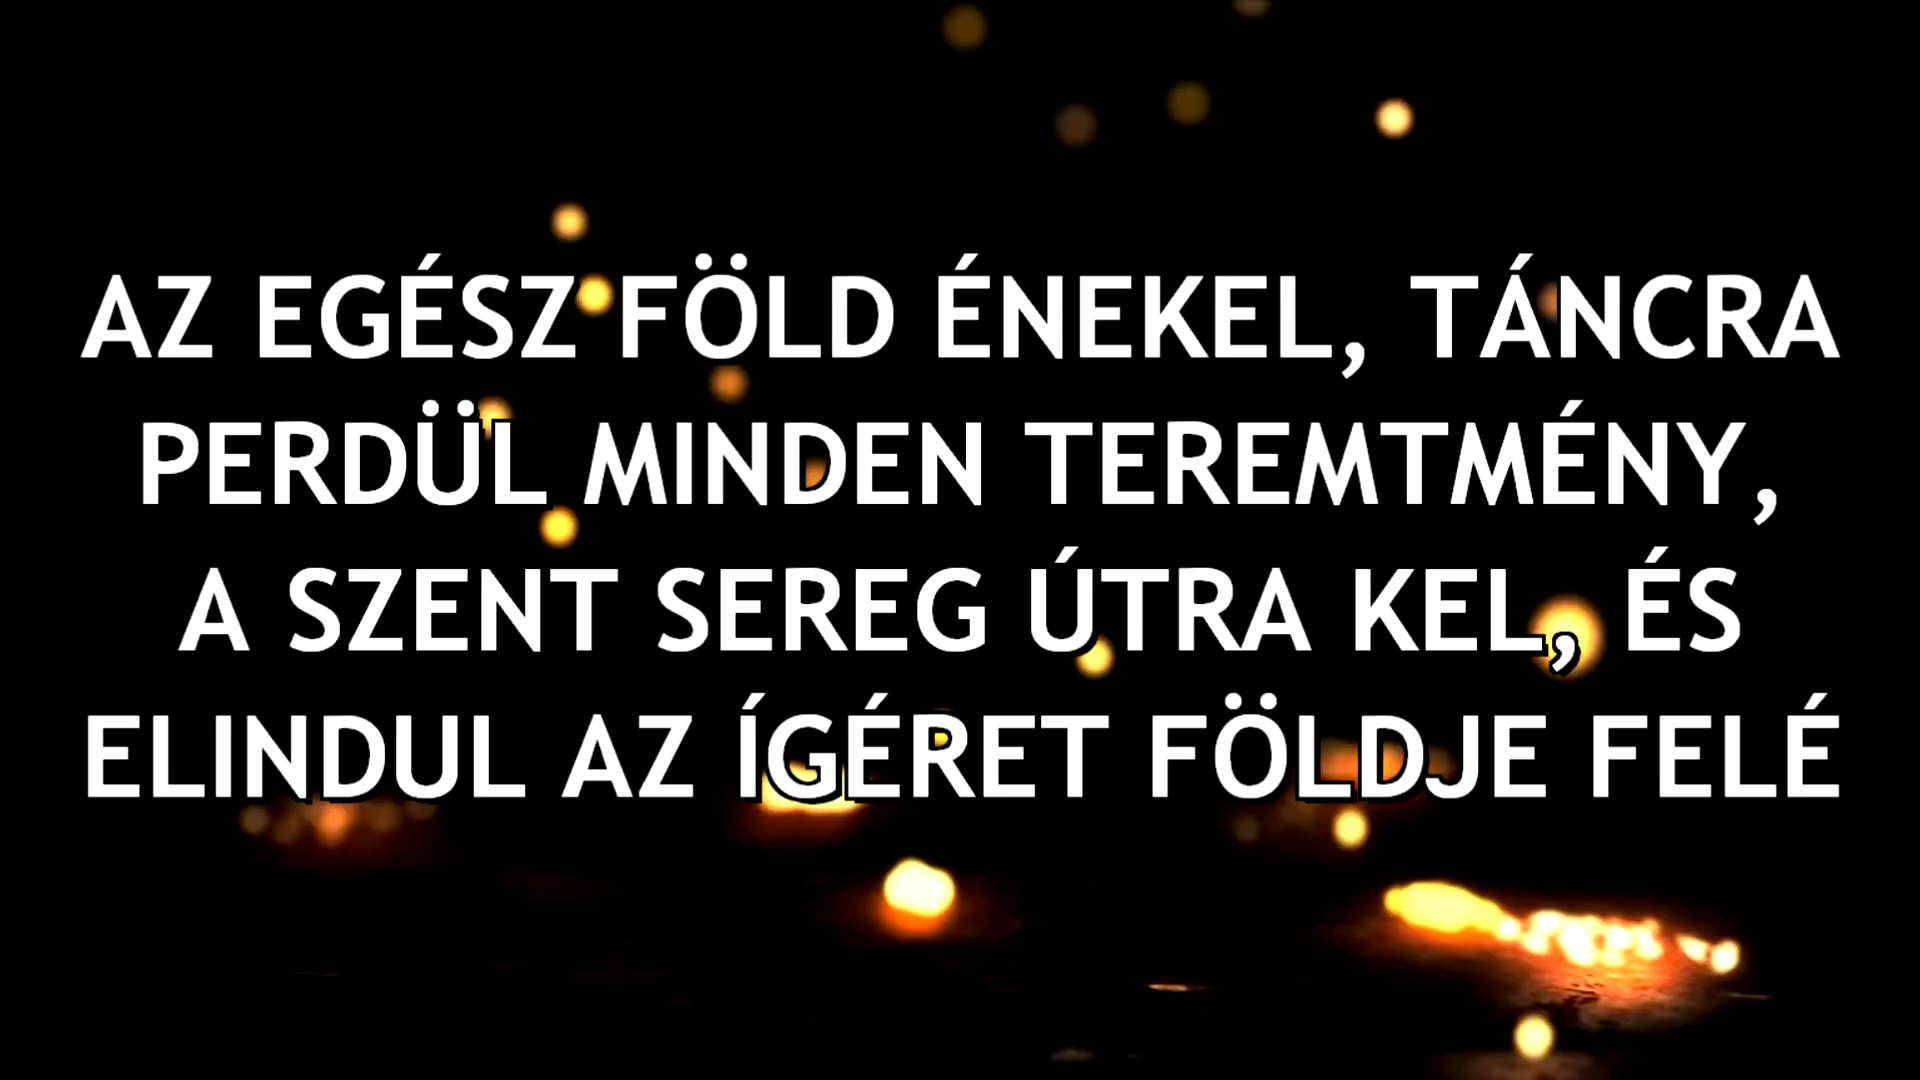 AZ EGÉSZ FÖLD ÉNEKEL, TÁNCRA
PERDÜL MINDEN TEREMTMÉNY,
A SZENT SEREG ÚTRA KEL, ÉS
ELINDUL AZ ÍGÉRET FÖLDJE FELÉ